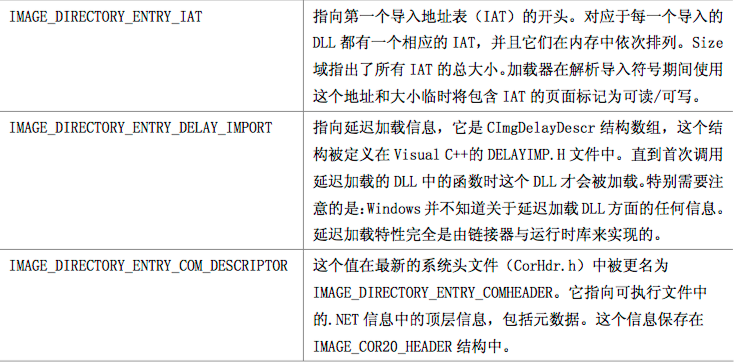 IMAGE_DIRECTORY_ENTRY_IAT
指向第一个导入地址表（IAT）的开头。对应于每一个导入的
DLL 都有一个相应的 IAT，并且它们在内存中依次排列。Size
域指出了所有 IAT 的总大小。加载器在解析导入符号期间使用
这个地址和大小临时将包含 IAT 的页面标记为可读/可写。
IMAGE_DIRECTORY_ENTRY_DELAY_IMPORT
指向延迟加载信息，它是 CImgDelayDescr 结构数组，这个结
构被定义在 Visual C++的 DELAYIMP.H 文件中。直到首次调用
延迟加载的 DLL 中的函数时这个 DLL 才会被加载。特别需要注
意的是：Windows 并不知道关于延迟加载 DLL 方面的任何信息。
延迟加载特性完全是由链接器与运行时库来实现的。
IMAGE_DIRECTORY_ENTRY_COM_DESCRIPTOR
这个值在最新的系统头文件（CorHdr.h）中被更名为
IMAGE_DIRECTORY_ENTRY_COMHEADER。它指向可执行文件中
的.NET 信息中的顶层信息，包括元数据。这个信息保存在
IMAGE_COR20_HEADER 结构中。